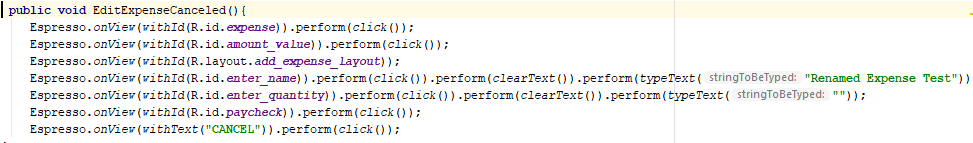 public void EditExpenseCanceled(){
Espresso.onView(withId(R.id.expense)).perform(click());
Espresso.onView(withId(R.id.amount_value)).perform(click());
Espresso.onView(withId(R.layout.add_expense_layout));
Espresso.onView(withId(R.id.enter_name)).perform(click()).perform(clearText()).perform(typeText( stringToBeTyped: "Renamed Expense Test"))
Espresso.onView(withId(R.id.enter_quantity)).perform(click()).perform(clearText()).perform(typeText( stringToBeTyped: ""));
Espresso.onView(withId(R.id.paycheck)).perform(click());
Espresso.onView(withText("CANCEL")).perform(click());